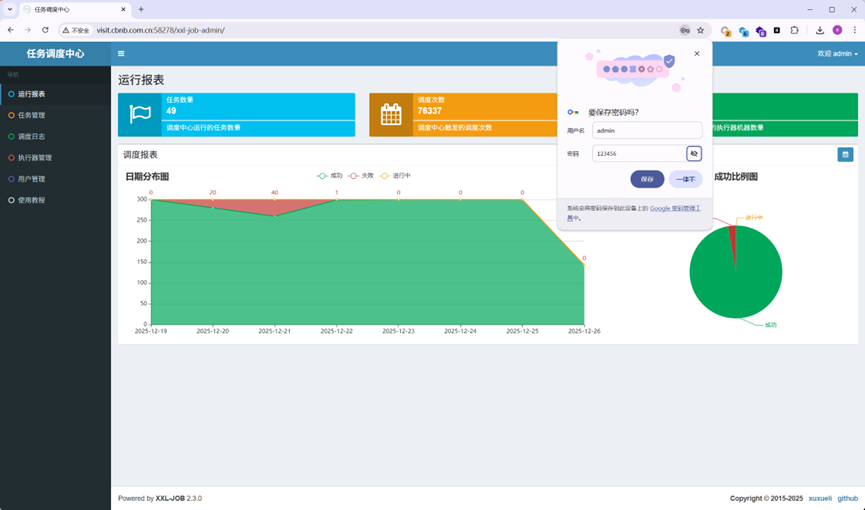 任务调度中心
不安全 visit.cbnb.com.cn:58278/xxl-job-admin/
任务调度中心
欢迎 admin
导航
运行报表
任务管理
调度日志
执行器管理
用户管理
使用教程
运行报表
任务数量
49
调度中心运行的任务数量
调度次数
76337
调度中心触发的调度次数
的执行器机器数量
要保存密码吗?
用户名 admin
密码 123456
保存
一律不
系统会将密码保存到此设备上的 Google 密码管理工
具中。
调度报表
日期分布图
成功 失败 进行中
0 20 40 1 0 0 0 0
300
250
200
150
100
50
0
2025-12-19 2025-12-20 2025-12-21 2025-12-22 2025-12-23 2025-12-24 2025-12-25 2025-12-26
成功比例图
进行中
成功
Powered by XXL-JOB 2.3.0
Copyright © 2015-2025 xuxueli github